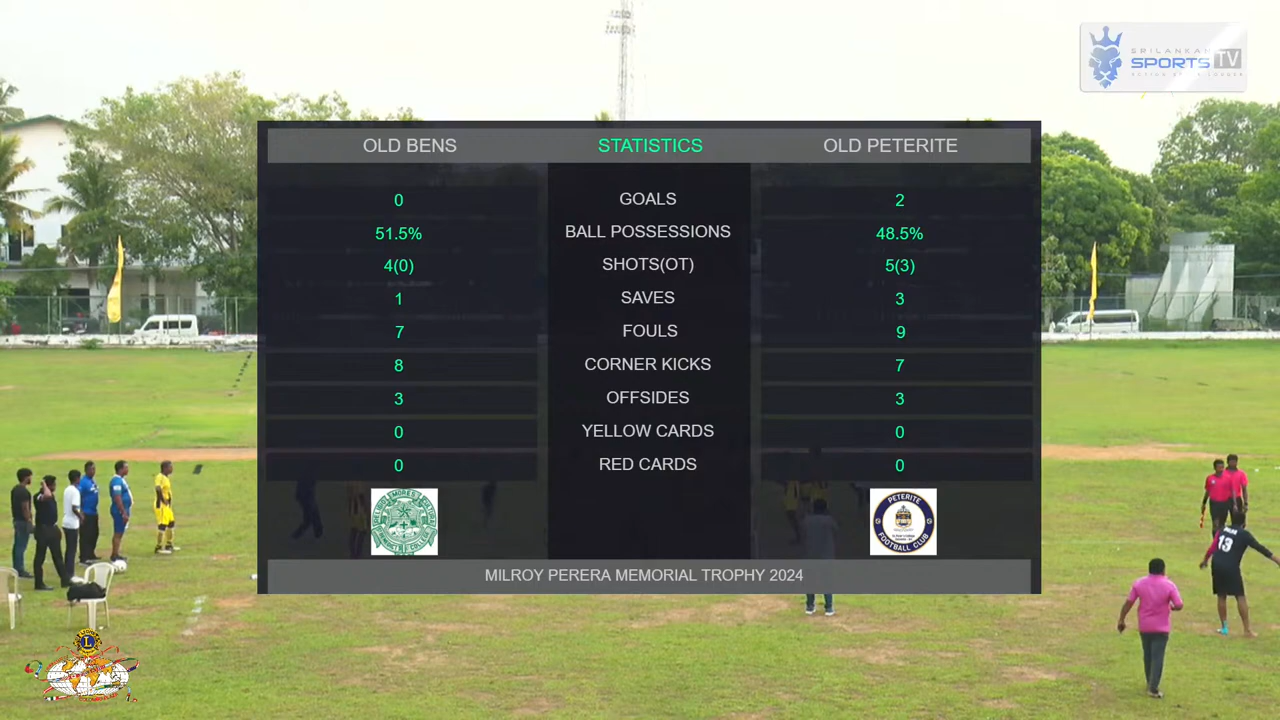 SRILANKAN
SPORTS TV
OLD BENS STATISTICS OLD PETERITE
0 GOALS 2
51.5% BALL POSSESSIONS 48.5%
4(0) SHOTS(OT) 5(3)
1 SAVES 3
7 FOULS 9
8 CORNER KICKS 7
3 OFFSIDES 3
0 YELLOW CARDS 0
0 RED CARDS 0
PETERITE
FOOTBALL CLUB
MILROY PERERA MEMORIAL TROPHY 2024
13
L